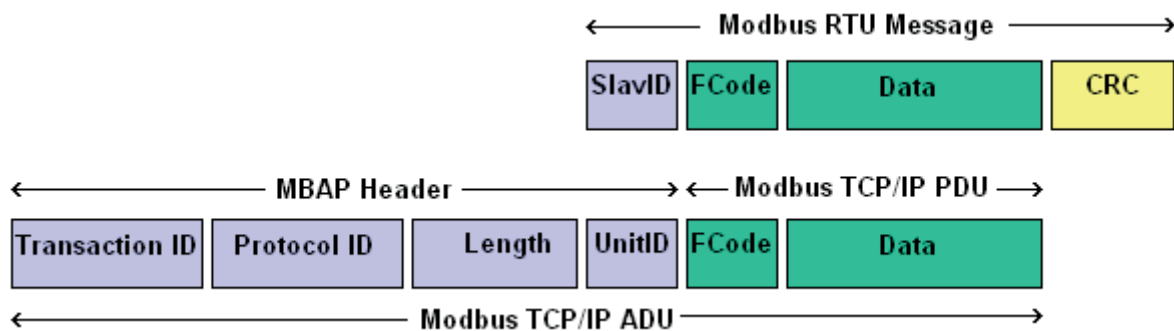 Modbus RTU Message
SlavID FCode Data CRC
MBAP Header Modbus TCP/IP PDU
Transaction ID Protocol ID Length UnitID FCode Data
Modbus TCP/IP ADU